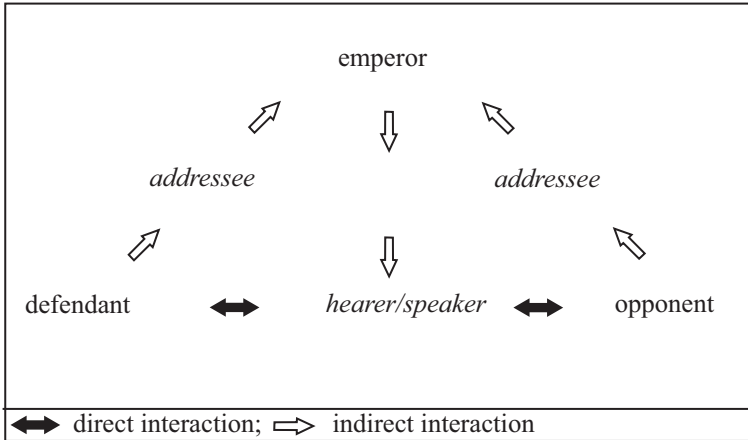 emperor
addressee addressee
defendant hearer/speaker opponent
direct interaction; indirect interaction